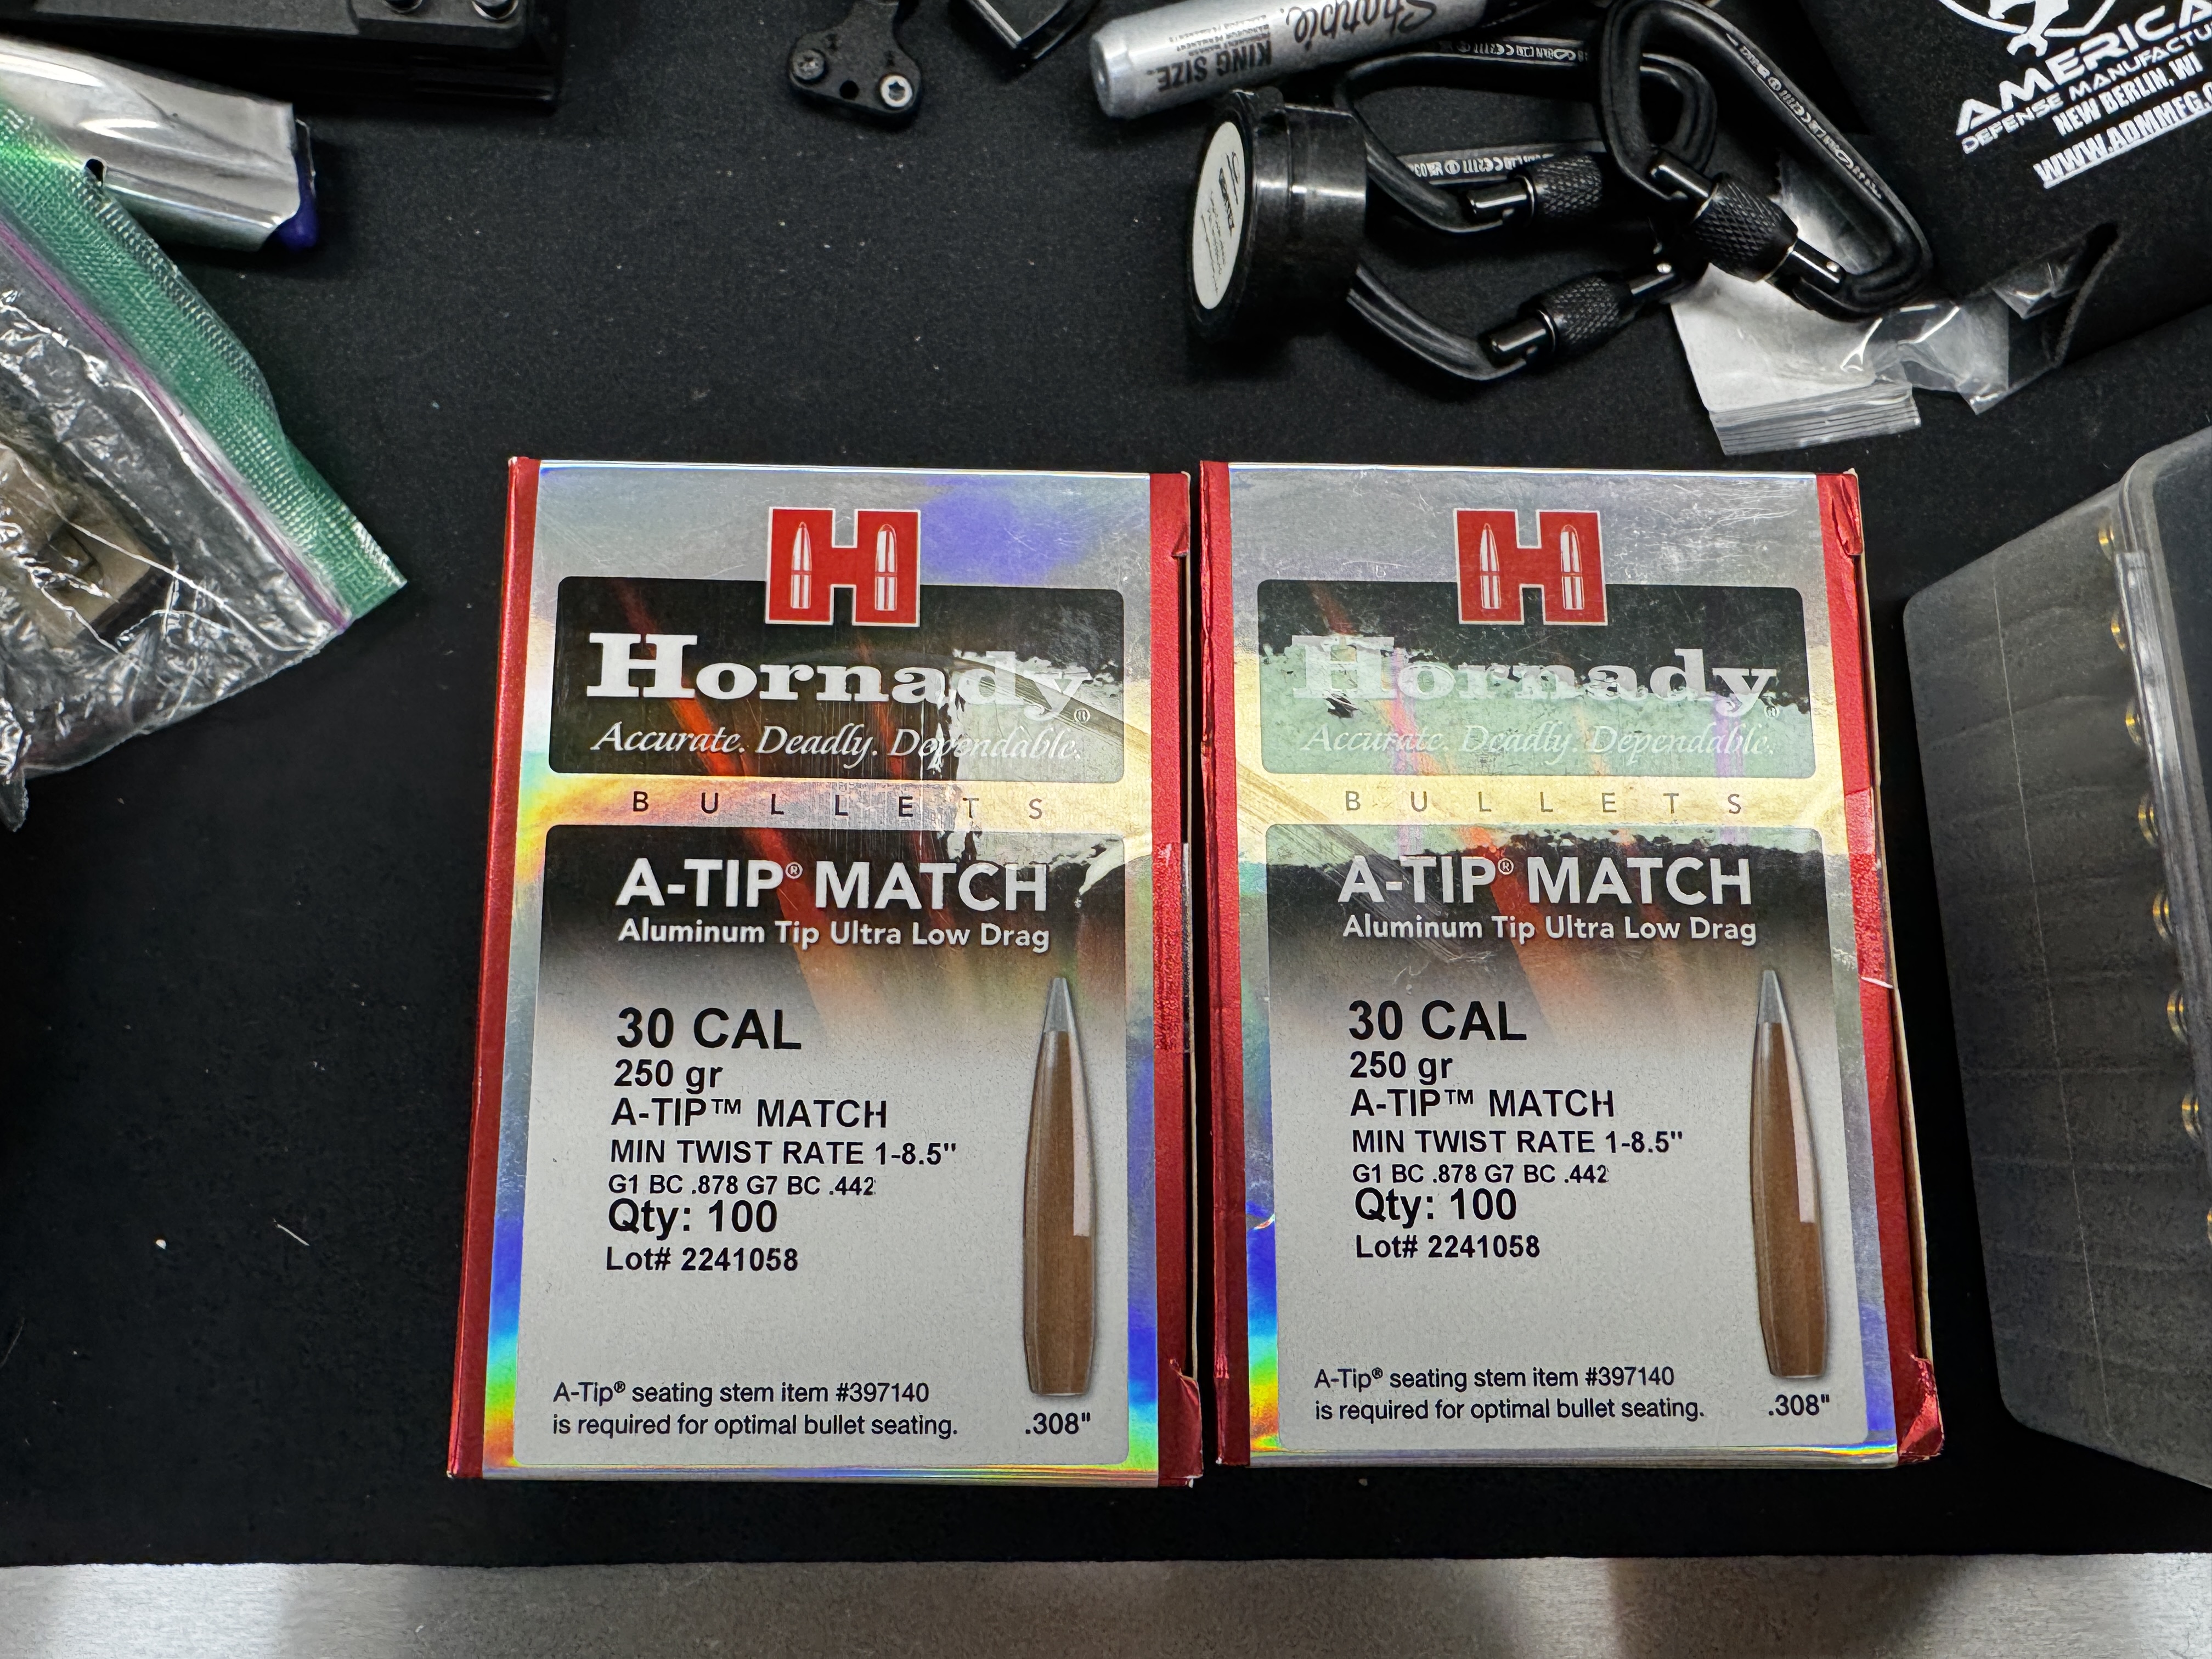 Sharpie.
KING SIZE
AMERICA
DEFENSE MANUFACTU
NEW BERLIN, WI
WWW.ADMMFG.C
H
Hornady®
Accurate. Deadly. Dependable.
BULLETS
A-TIP® MATCH
Aluminum Tip Ultra Low Drag
30 CAL
250 gr
A-TIP™ MATCH
MIN TWIST RATE 1-8.5"
G1 BC .878 G7 BC .442
Qty: 100
Lot# 2241058
A-Tip® seating stem item #397140
is required for optimal bullet seating.
.308"
H
Hornady®
Accurate. Deadly. Dependable.
BULLETS
A-TIP® MATCH
Aluminum Tip Ultra Low Drag
30 CAL
250 gr
A-TIP™ MATCH
MIN TWIST RATE 1-8.5"
G1 BC .878 G7 BC .442
Qty: 100
Lot# 2241058
A-Tip® seating stem item #397140
is required for optimal bullet seating.
.308"